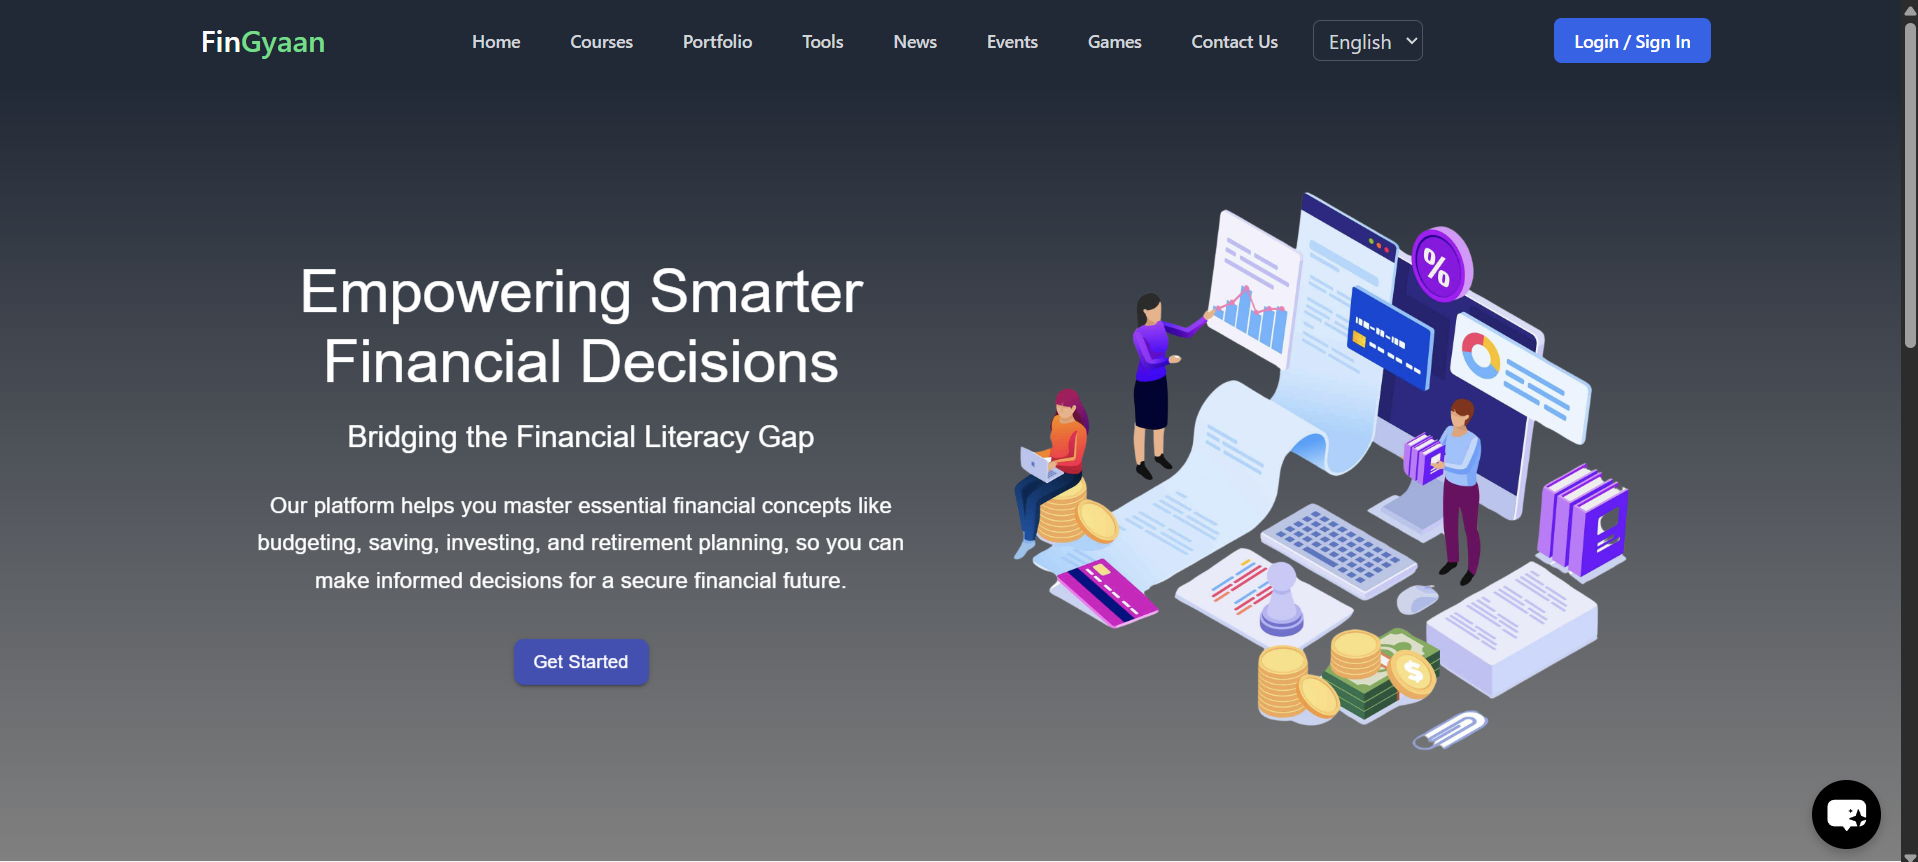 FinGyaan
Home Courses Portfolio Tools News Events Games Contact Us English Login / Sign In
Empowering Smarter
Financial Decisions
Bridging the Financial Literacy Gap
Our platform helps you master essential financial concepts like
budgeting, saving, investing, and retirement planning, so you can
make informed decisions for a secure financial future.
Get Started
%
$